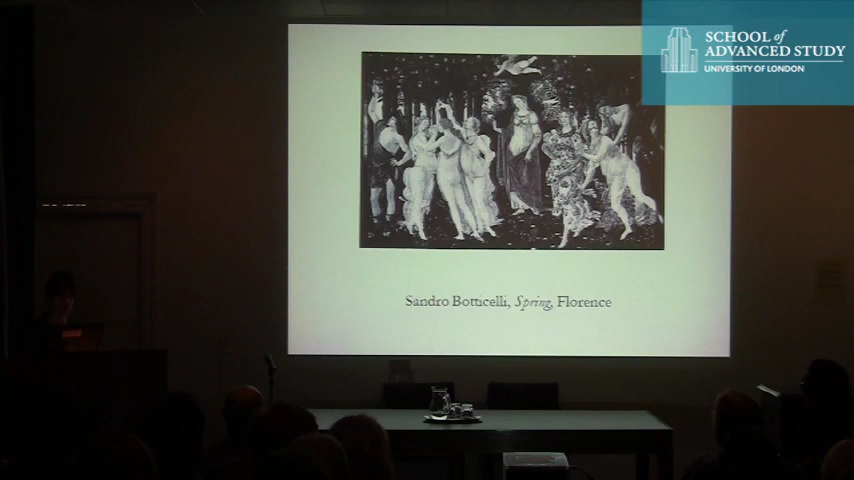 SCHOOL of
ADVANCED STUDY
UNIVERSITY OF LONDON
Sandro Botticelli, Spring, Florence